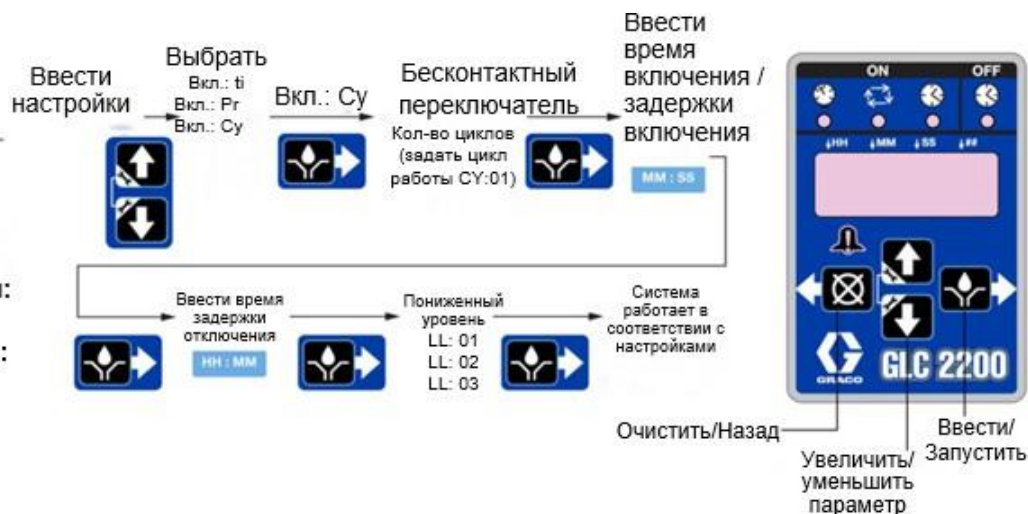 Ввести
настройки
Выбрать
Вкл.: ti
Вкл.: Pr
Вкл.: Cy
Вкл.: Cy
Бесконтактный
переключатель
Кол-во циклов
(задать цикл
работы CY:01)
Ввести
время
включения /
задержки
включения
MM : SS
:
Ввести время
задержки
отключения
HH : MM
Пониженный
уровень
LL: 01
LL: 02
LL: 03
Система
работает в
соответствии с
настройками
ON OFF
↓HH ↓MM ↓SS ↓##
GRACO
GLC 2200
Очистить/Назад
Увеличить/
уменьшить
параметр
Ввести/
Запустить